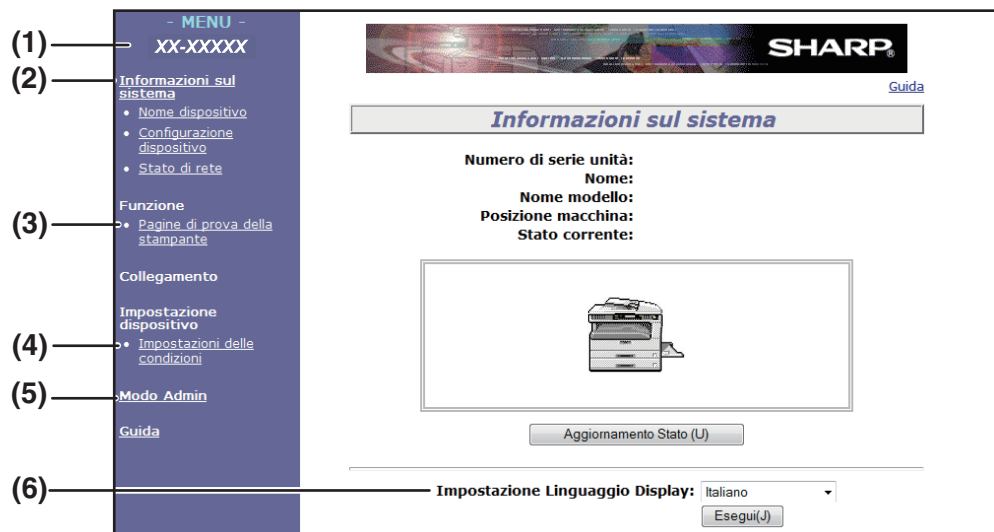 - MENU -
(1)
XX-XXXXX
(2)
Informazioni sul
sistema
• Nome dispositivo
• Configurazione
dispositivo
• Stato di rete
Funzione
(3)
• Pagine di prova della
stampante
Collegamento
Impostazione
dispositivo
(4)
• Impostazioni delle
condizioni
(5)
Modo Admin
Guida
(6)
SHARP®
Guida
Informazioni sul sistema
Numero di serie unità:
Nome:
Nome modello:
Posizione macchina:
Stato corrente:
Aggiornamento Stato (U)
Impostazione Linguaggio Display: Italiano
Esegui(J)